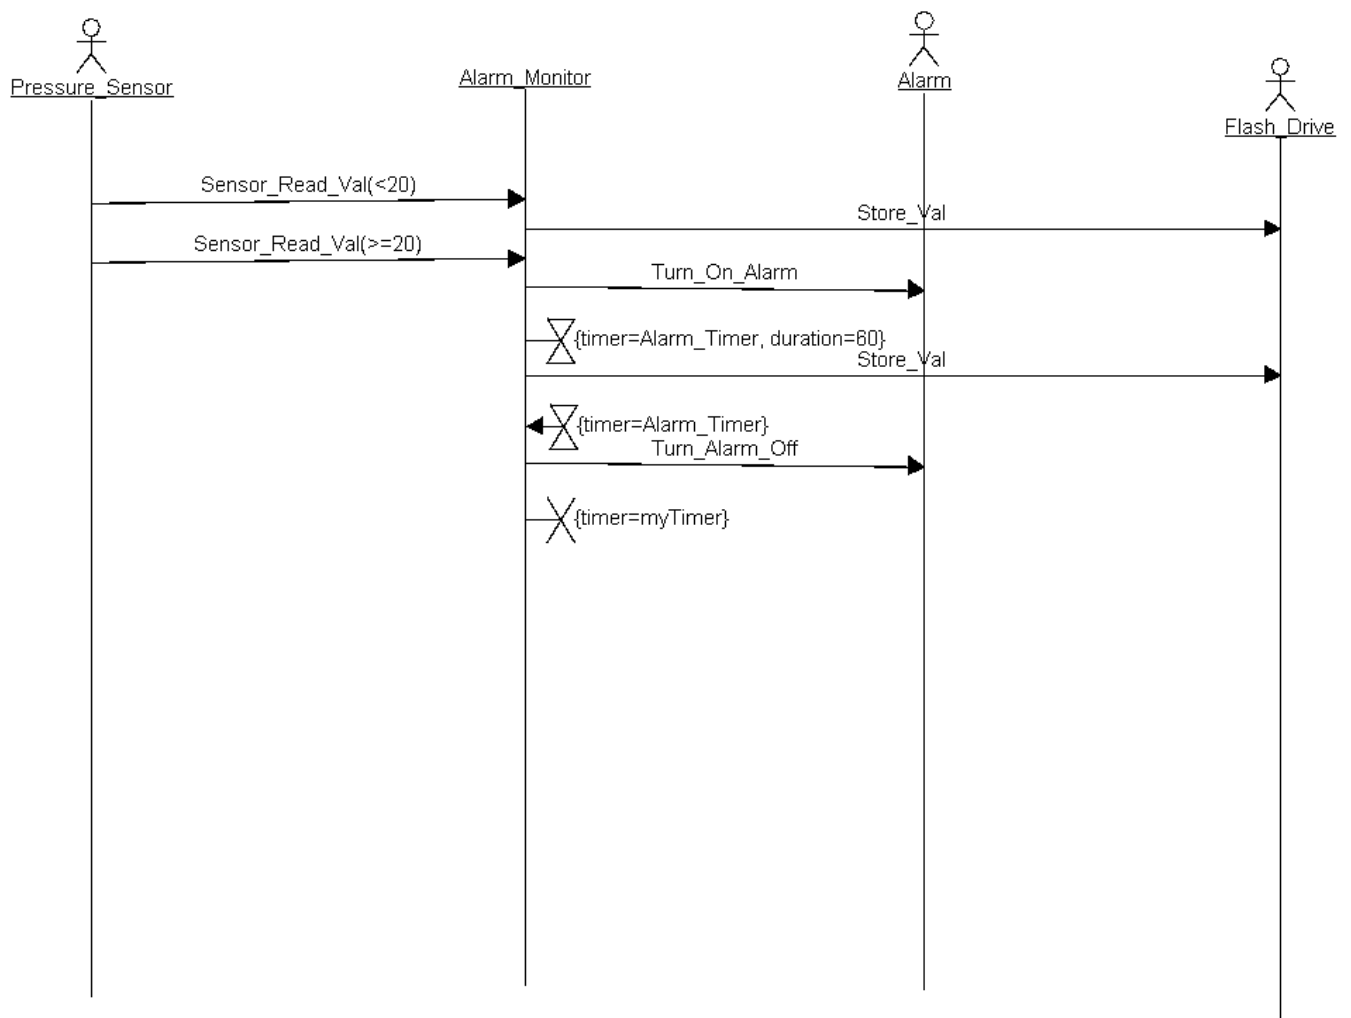 Pressure_Sensor
Alarm_Monitor
Alarm
Flash_Drive
Sensor_Read_Val(<20)
Store_Val
Sensor_Read_Val(>=20)
Turn_On_Alarm
{timer=Alarm_Timer, duration=60}
Store_Val
{timer=Alarm_Timer}
Turn_Alarm_Off
{timer=myTimer}